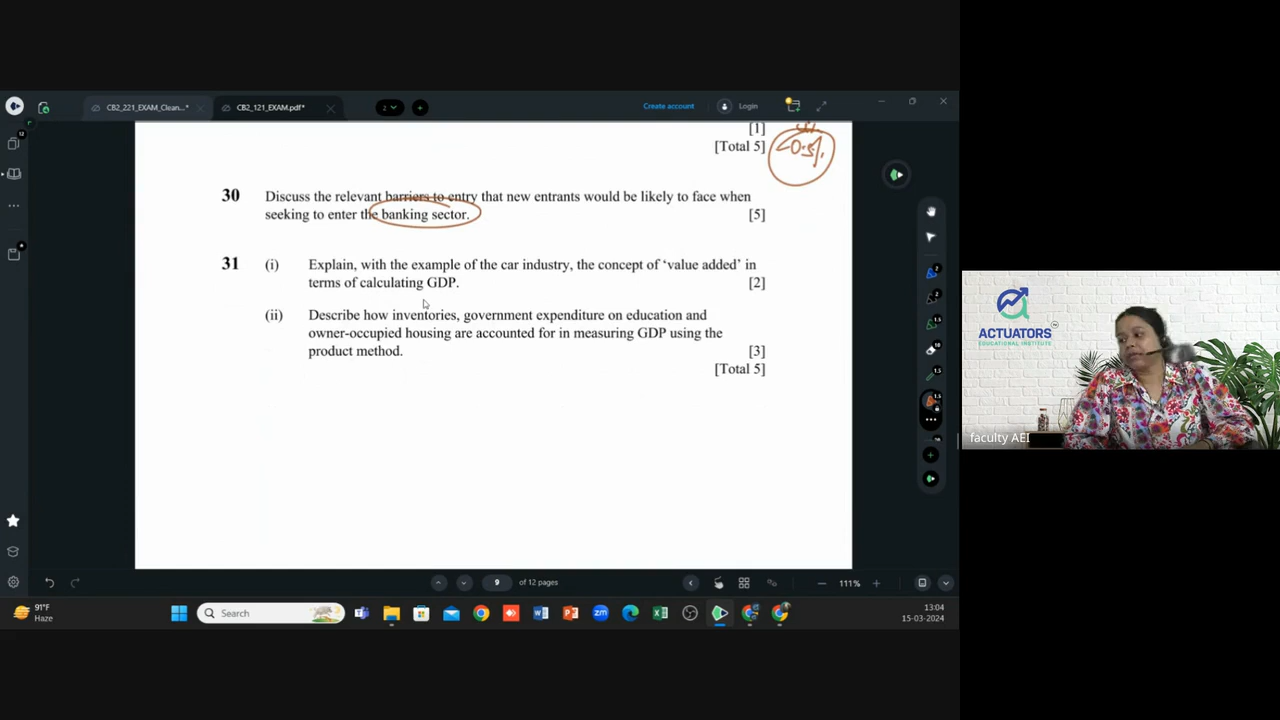 CB2_221_EXAM_Clean...*
CB2_121_EXAM.pdf*
2
Create account
Login
[1]
[Total 5]
<0.5%
30 Discuss the relevant barriers to entry that new entrants would be likely to face when
seeking to enter the banking sector. [5]
31 (i) Explain, with the example of the car industry, the concept of ‘value added’ in
terms of calculating GDP. [2]
(ii) Describe how inventories, government expenditure on education and
owner-occupied housing are accounted for in measuring GDP using the
product method. [3]
[Total 5]
ACTUATORS
EDUCATIONAL INSTITUTE
faculty AEI
9 of 12 pages
111%
91°F
Haze
Search
13:04
15-03-2024